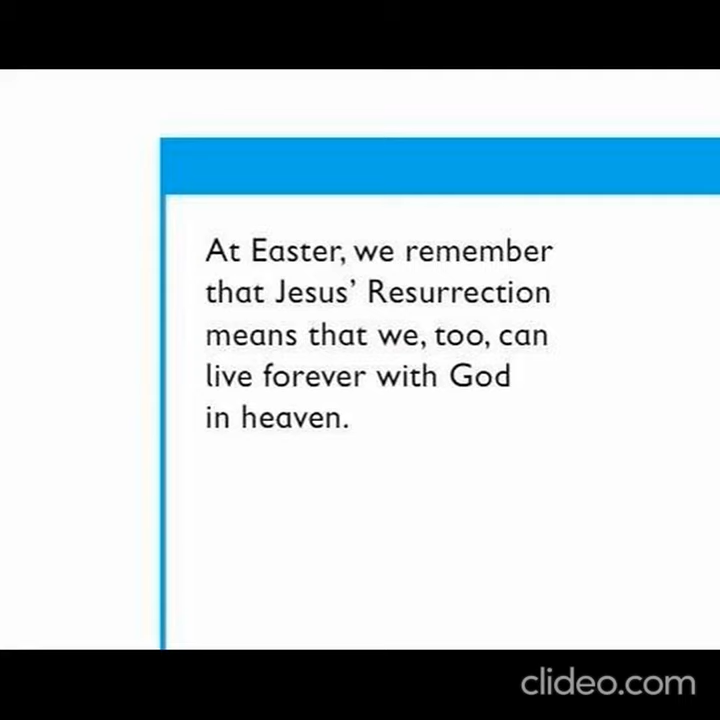 At Easter, we remember
that Jesus’ Resurrection
means that we, too, can
live forever with God
in heaven.
clideo.com